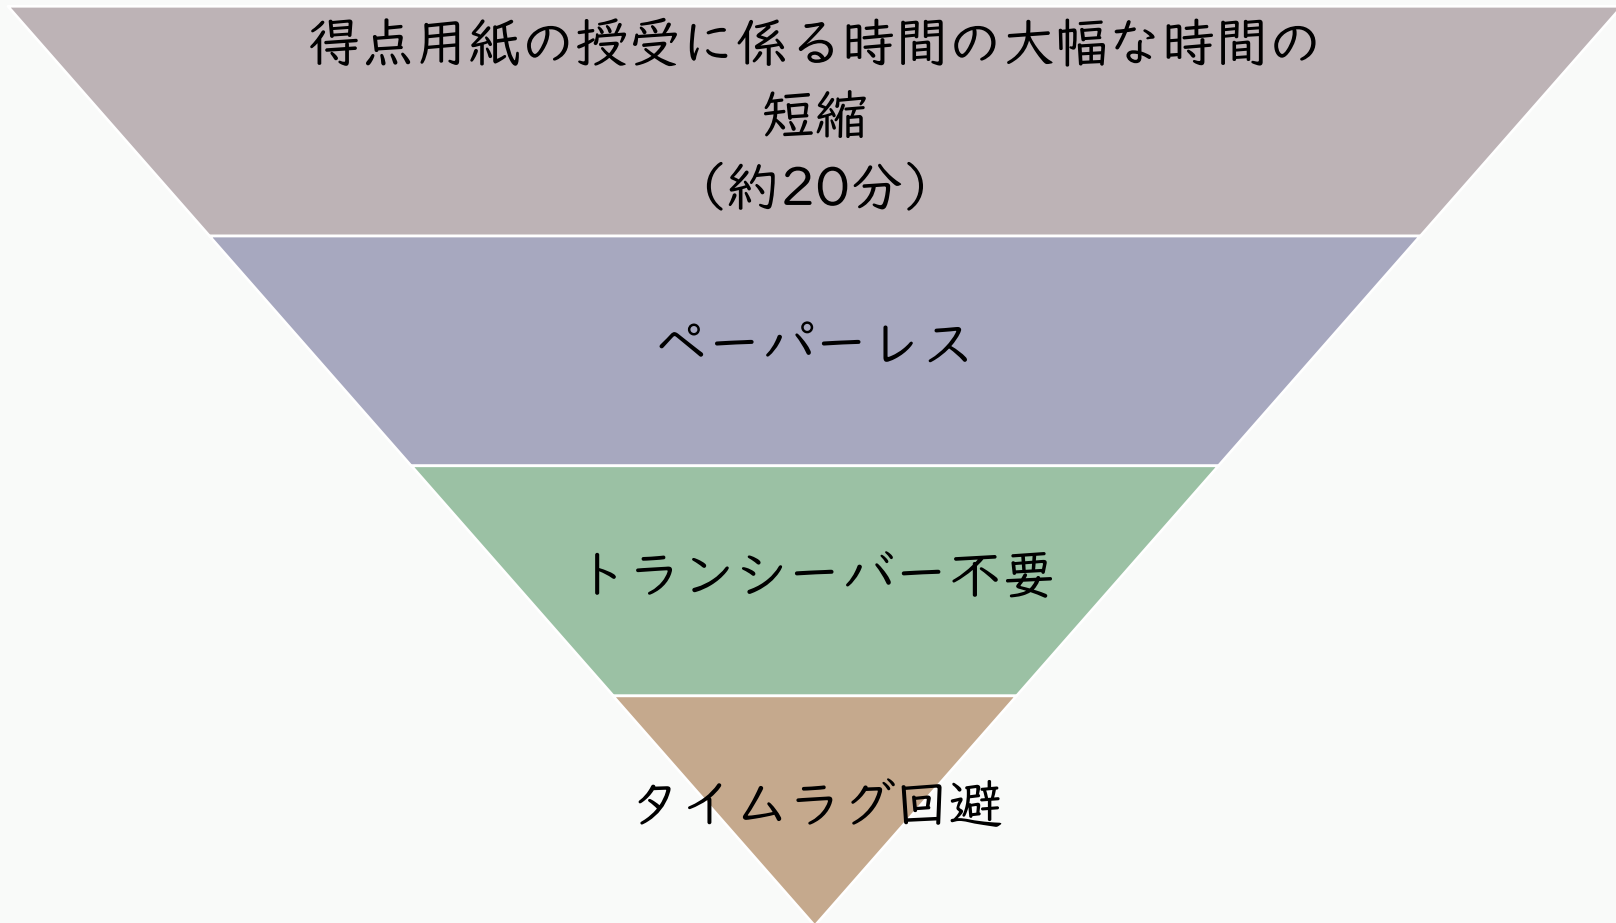 得点用紙の授受に係る時間の大幅な時間の
短縮
（約20分）
ペーパーレス
トランシーバー不要
タイムラグ回避